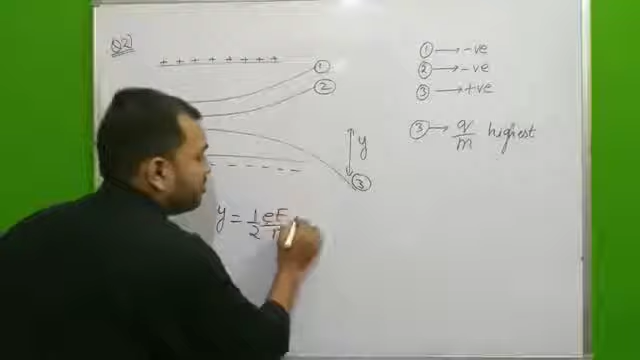 Q2)
+ + + + + + + +
①
②
y
③
- - - - - -
y = 1/2 eE
① → -ve
② → -ve
③ → +ve
③ → q/m highest